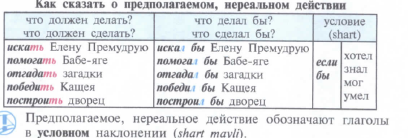 Как сказать о предполагаемом, нереальном действии
что должен делать? что делал бы? условие
что должен сделать? что сделал бы? (shart)
искать Елену Премудрую искал бы Елену Премудрую
помогать Бабе-яге помогал бы Бабе-яге
отгадать загадки отгадал бы загадки
победить Кащея победил бы Кащея
построить дворец построил бы дворец
если бы
хотел
знал
мог
умел
Предполагаемое, нереальное действие обозначают глаголы
в условном наклонении (shart mayli).